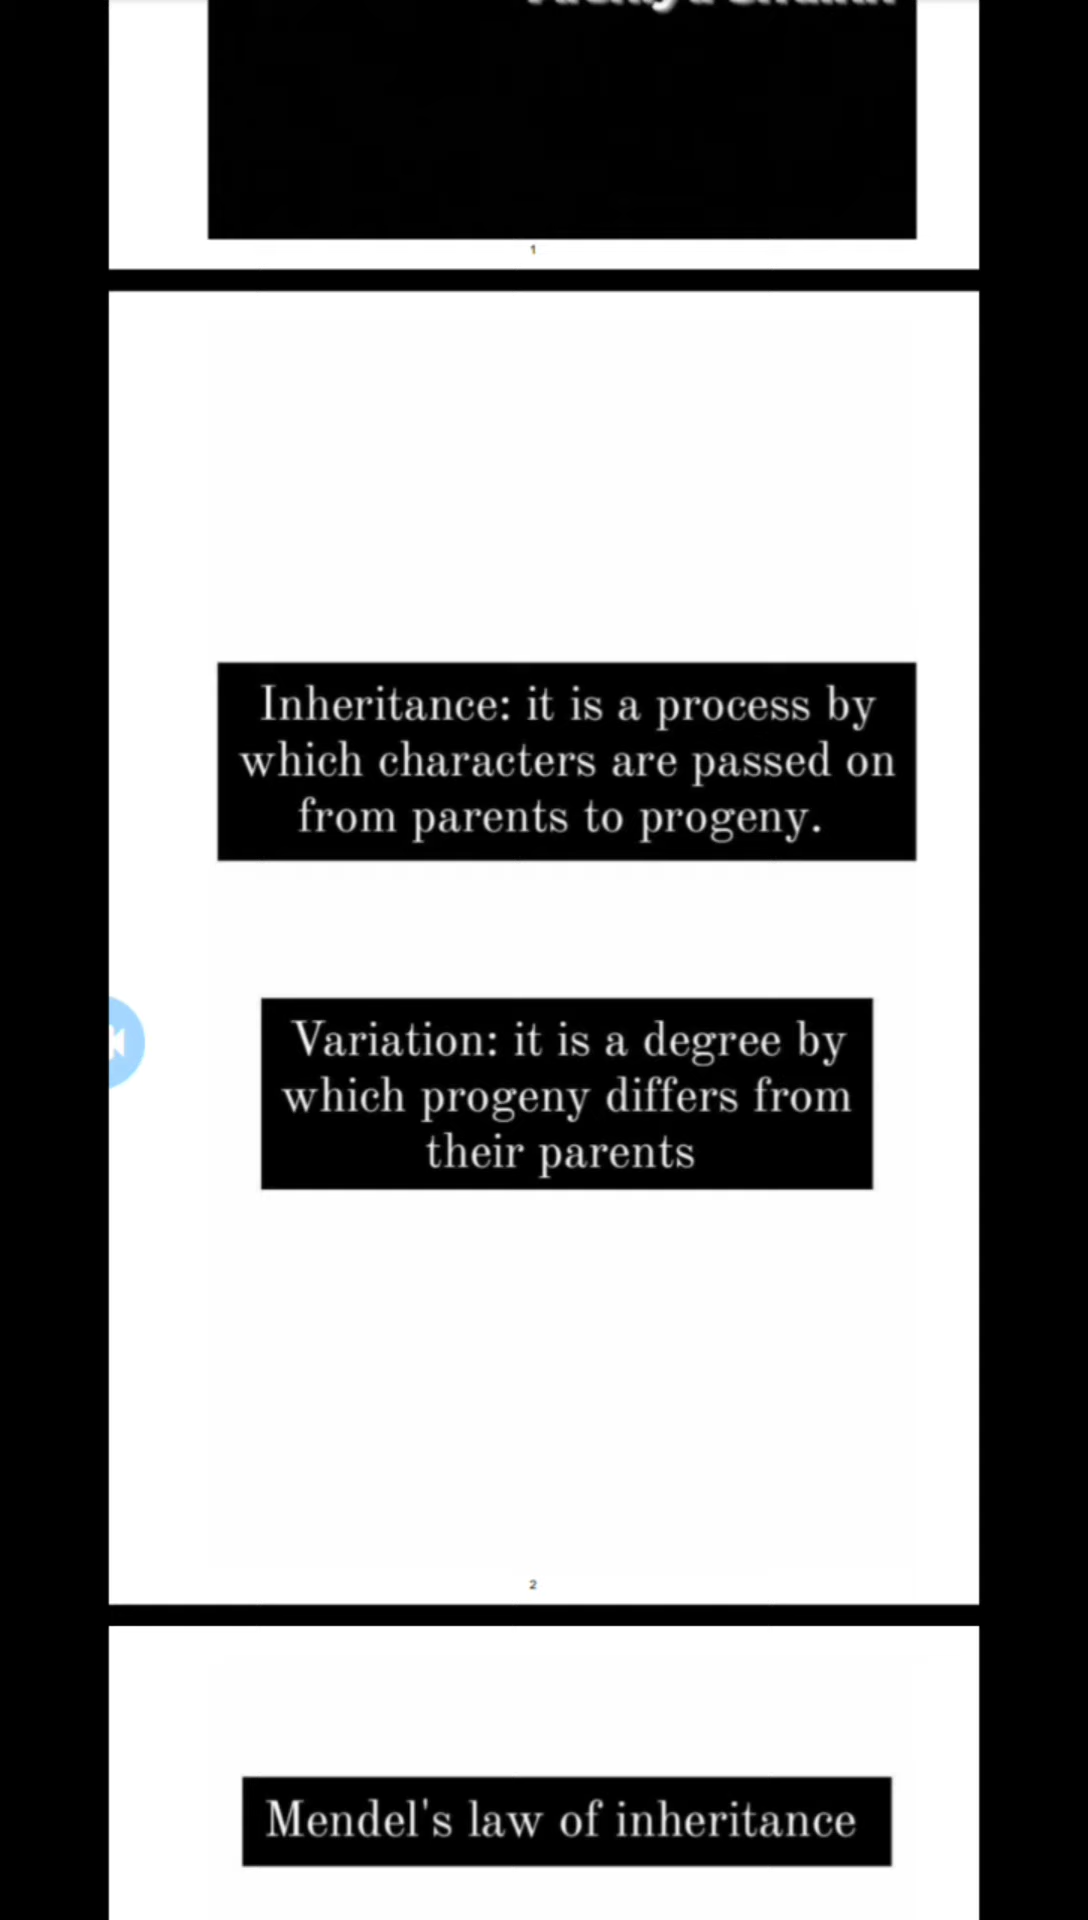 1
Inheritance: it is a process by
which characters are passed on
from parents to progeny.
Variation: it is a degree by
which progeny differs from
their parents
2
Mendel's law of inheritance